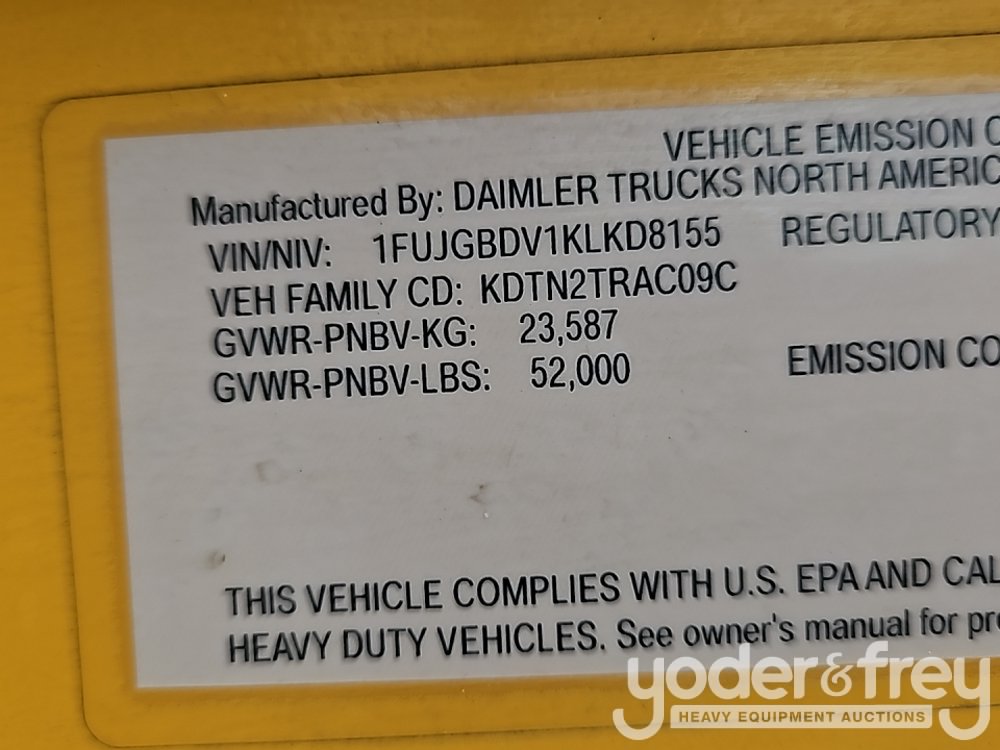 VEHICLE EMISSION C
Manufactured By: DAIMLER TRUCKS NORTH AMERIC
VIN/NIV: 1FUJGBDV1KLKD8155 REGULATORY
VEH FAMILY CD: KDTN2TRAC09C
GVWR-PNBV-KG: 23,587
GVWR-PNBV-LBS: 52,000 EMISSION CO
THIS VEHICLE COMPLIES WITH U.S. EPA AND CAL
HEAVY DUTY VEHICLES. See owner's manual for pr
yoder&frey
HEAVY EQUIPMENT AUCTIONS